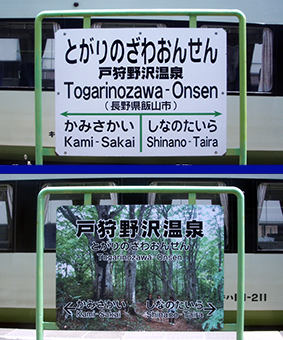 とがりのざわおんせん
戸狩野沢温泉
Togarinozawa-Onsen
(長野県飯山市)
かみさかい しなのたいら
Kami-Sakai Shinano-Taira
戸狩野沢温泉
とがりのざわおんせん
Togarinozawa-Onsen
かみさかい しなのたいら
Kami-Sakai Shinano-Taira